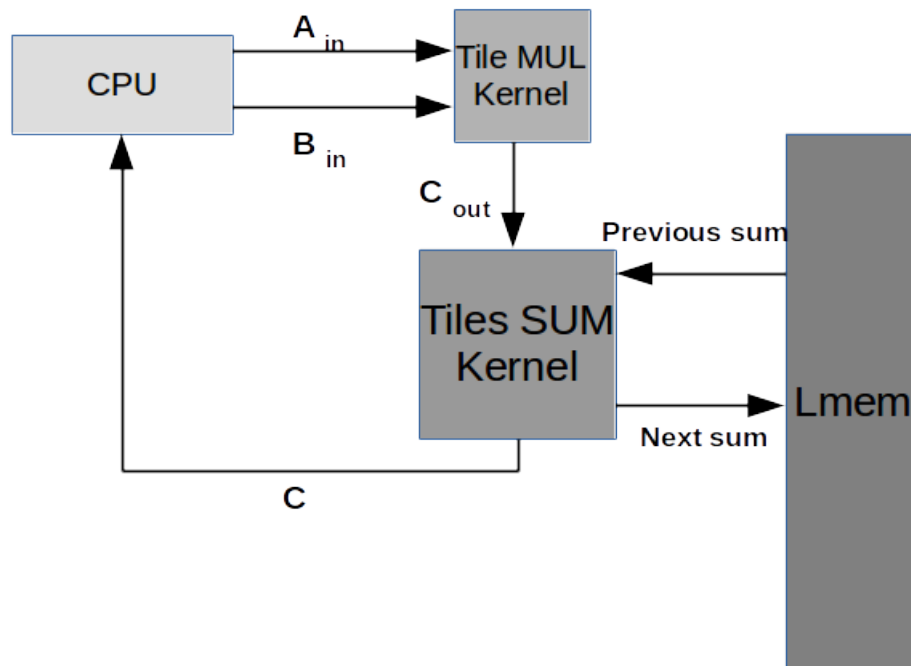 A in
CPU
Tile MUL
Kernel
B in
C out
Previous sum
Tiles SUM
Kernel
Lmem
Next sum
C